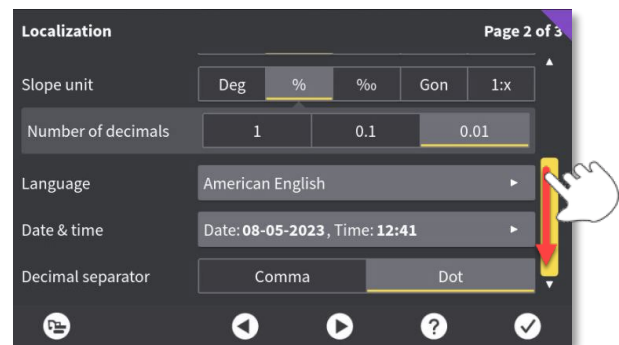 Localization Page 2 of 3
Slope unit Deg % ‰ Gon 1:x
Number of decimals 1 0.1 0.01
Language American English
Date & time Date: 08-05-2023, Time: 12:41
Decimal separator Comma Dot
?